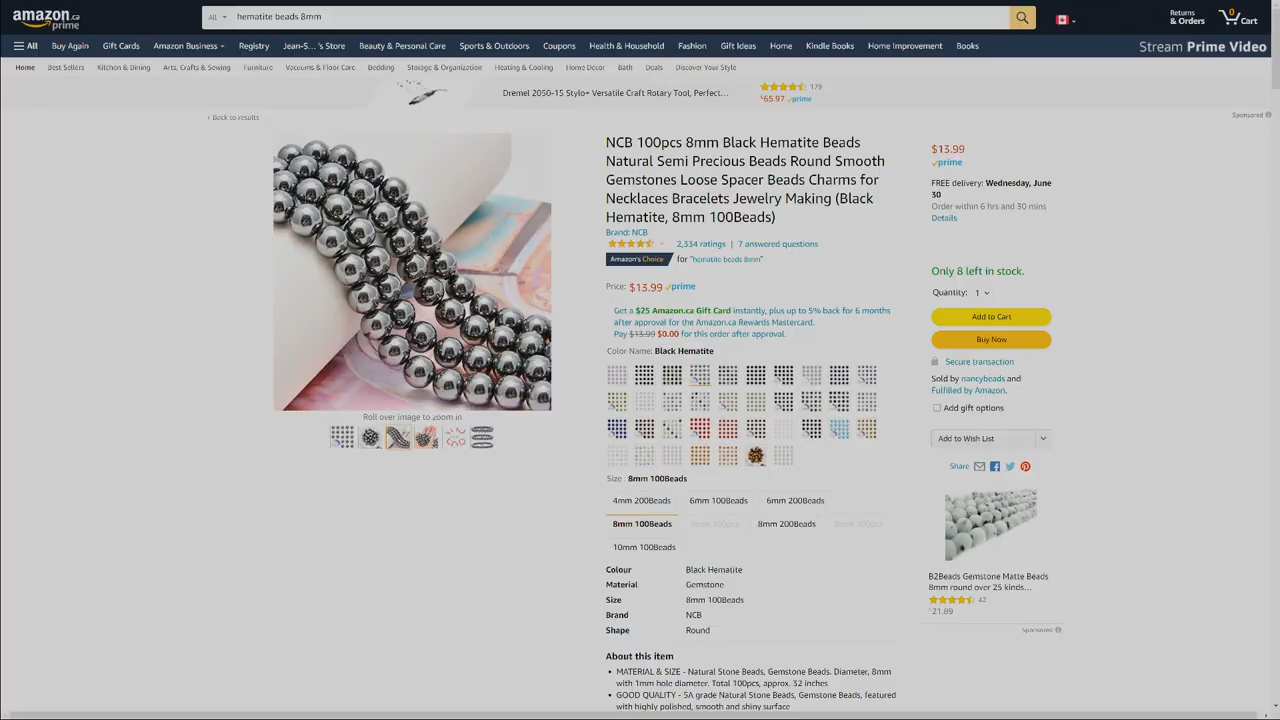 amazon.ca
prime
All
hematite beads 8mm
Returns
& Orders
0
Cart
All
Buy Again
Gift Cards
Amazon Business
Registry
Jean-S... 's Store
Beauty & Personal Care
Sports & Outdoors
Coupons
Health & Household
Fashion
Gift Ideas
Home
Kindle Books
Home Improvement
Books
Stream Prime Video
Home
Best Sellers
Kitchen & Dining
Arts, Crafts & Sewing
Furniture
Vacuums & Floor Care
Bedding
Storage & Organization
Heating & Cooling
Home Décor
Bath
Deals
Discover Your Style
Dremel 2050-15 Stylo+ Versatile Craft Rotary Tool, Perfect...
179
$65.97 prime
Sponsored
‹ Back to results
NCB 100pcs 8mm Black Hematite Beads
Natural Semi Precious Beads Round Smooth
Gemstones Loose Spacer Beads Charms for
Necklaces Bracelets Jewelry Making (Black
Hematite, 8mm 100Beads)
Brand: NCB
2,334 ratings | 7 answered questions
Amazon's Choice for "hematite beads 8mm"
Price: $13.99 prime
Get a $25 Amazon.ca Gift Card instantly, plus up to 5% back for 6 months
after approval for the Amazon.ca Rewards Mastercard.
Pay $13.99 $0.00 for this order after approval.
Color Name: Black Hematite
Roll over image to zoom in
Size : 8mm 100Beads
4mm 200Beads
6mm 100Beads
6mm 200Beads
8mm 100Beads
8mm 100pcs
8mm 200Beads
8mm 200pcs
10mm 100Beads
Colour Black Hematite
Material Gemstone
Size 8mm 100Beads
Brand NCB
Shape Round
About this item
• MATERIAL & SIZE - Natural Stone Beads, Gemstone Beads. Diameter, 8mm
with 1mm hole diameter. Total 100pcs, approx. 32 inches
• GOOD QUALITY - 5A grade Natural Stone Beads, Gemstone Beads, featured
with highly polished, smooth and shiny surface
$13.99
prime
FREE delivery: Wednesday, June
30
Order within 6 hrs and 30 mins
Details
Only 8 left in stock.
Quantity: 1
Add to Cart
Buy Now
Secure transaction
Sold by nancybeads and
Fulfilled by Amazon.
Add gift options
Add to Wish List
Share
B2Beads Gemstone Matte Beads
8mm round over 25 kinds...
42
$21.89
Sponsored